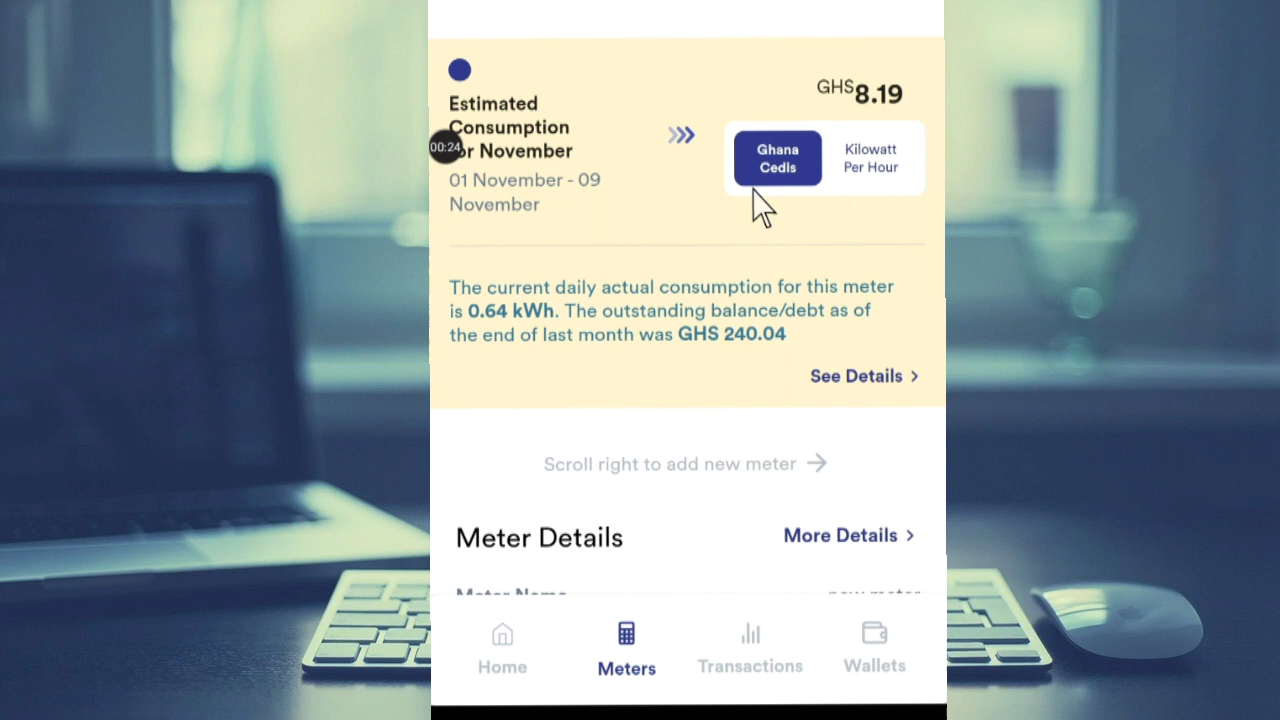 Estimated
Consumption
or November
01 November - 09
November
00:24
GHS8.19
Ghana
Cedis
Kilowatt
Per Hour
The current daily actual consumption for this meter
is 0.64 kWh. The outstanding balance/debt as of
the end of last month was GHS 240.04
See Details
Scroll right to add new meter
Meter Details
More Details
Meter Name
new meter
Home
Meters
Transactions
Wallets